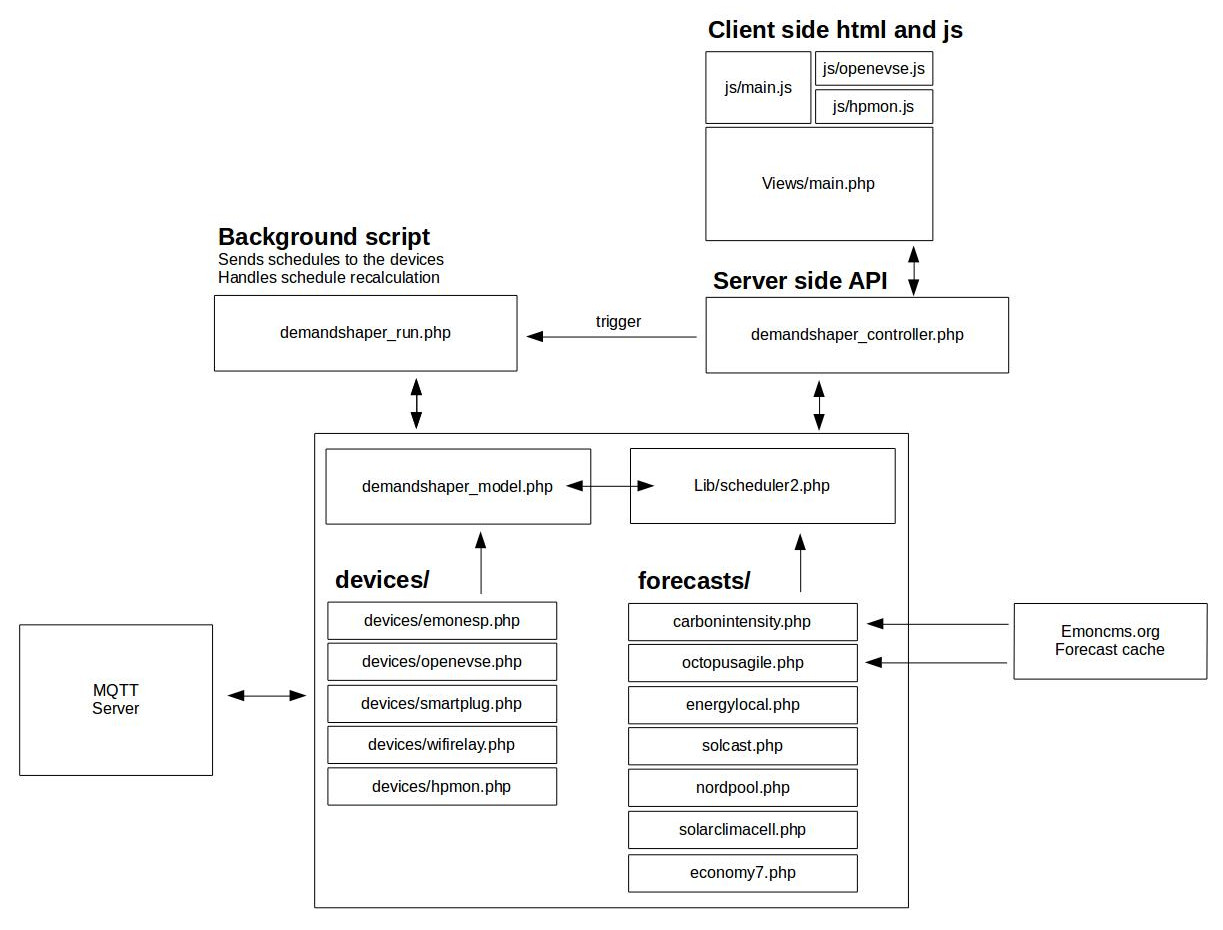 Client side html and js
js/main.js
js/openevse.js
js/hpmon.js
Views/main.php
Background script
Sends schedules to the devices
Handles schedule recalculation
demandshaper_run.php
trigger
Server side API
demandshaper_controller.php
demandshaper_model.php
Lib/scheduler2.php
devices/
devices/emonesp.php
devices/openevse.php
devices/smartplug.php
devices/wifirelay.php
devices/hpmon.php
forecasts/
carbonintensity.php
octopusagile.php
energylocal.php
solcast.php
nordpool.php
solarclimacell.php
economy7.php
MQTT
Server
Emoncms.org
Forecast cache